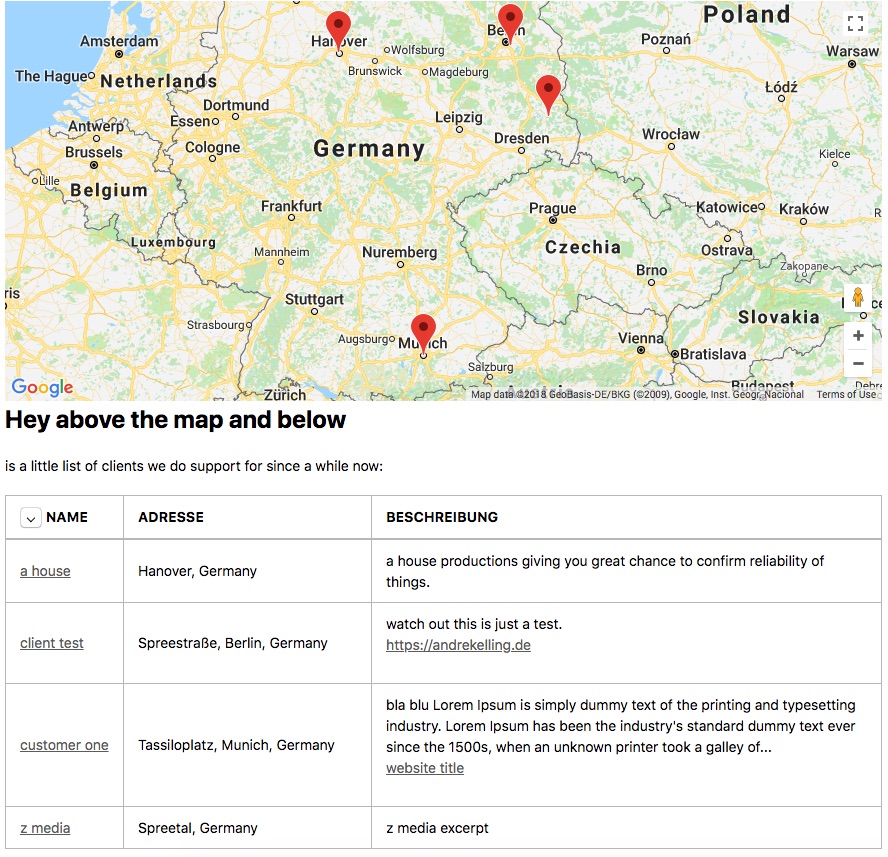 Poland
Amsterdam
Hanover
Wolfsburg
Berlin
Poznań
Warsaw
The Hague
Netherlands
Brunswick
Magdeburg
Łódź
Dortmund
Essen
Leipzig
Antwerp
Cologne
Germany
Dresden
Wrocław
Brussels
Kielce
Lille
Belgium
Frankfurt
Prague
Katowice
Kraków
Luxembourg
Mannheim
Nuremberg
Czechia
Ostrava
Brno
Zakopane
ris
Stuttgart
Slovakia
Strasbourg
Augsburg
Munich
Vienna
Bratislava
Salzburg
Zürich
Budapest
Debre
Google
Map data ©2018 GeoBasis-DE/BKG (©2009), Google, Inst. Geogr. Nacional Terms of Use
Hey above the map and below
is a little list of clients we do support for since a while now:
NAME ADRESSE BESCHREIBUNG
a house Hanover, Germany a house productions giving you great chance to confirm reliability of
things.
client test Spreestraße, Berlin, Germany watch out this is just a test.
https://andrekelling.de
bla blu Lorem Ipsum is simply dummy text of the printing and typesetting
industry. Lorem Ipsum has been the industry's standard dummy text ever
customer one Tassiloplatz, Munich, Germany since the 1500s, when an unknown printer took a galley of...
website title
z media Spreetal, Germany z media excerpt